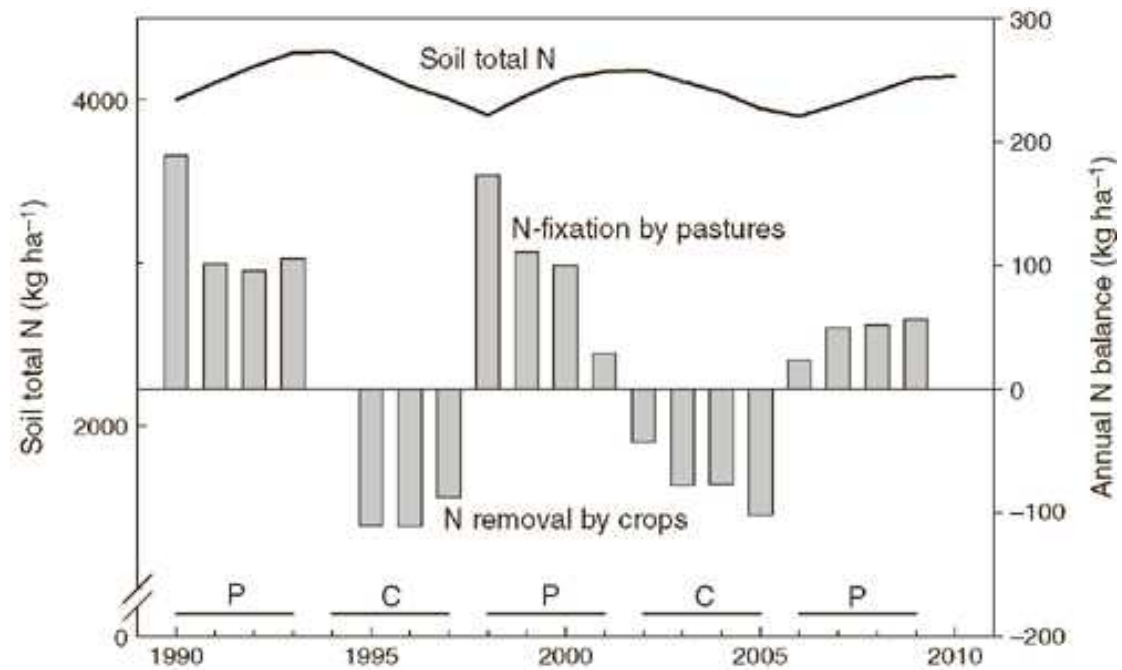 300
Soil total N
4000
200
N-fixation by pastures
100
Soil total N (kg ha⁻¹)
Annual N balance (kg ha⁻¹)
0
2000
N removal by crops
−100
P C P C P
0
−200
1990 1995 2000 2005 2010